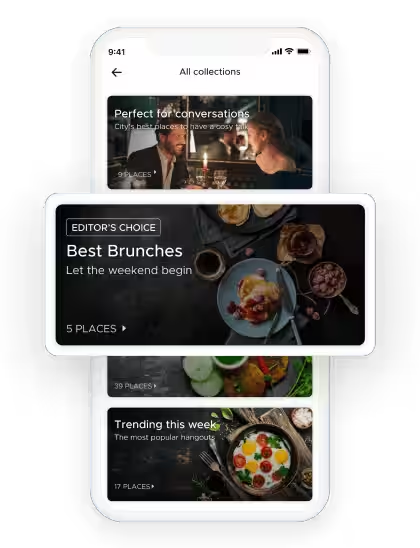 9:41
All collections
Perfect for conversations
City's best places to have a cosy talk
9 PLACES
EDITOR'S CHOICE
Best Brunches
Let the weekend begin
5 PLACES
39 PLACES
Trending this week
The most popular hangouts
17 PLACES